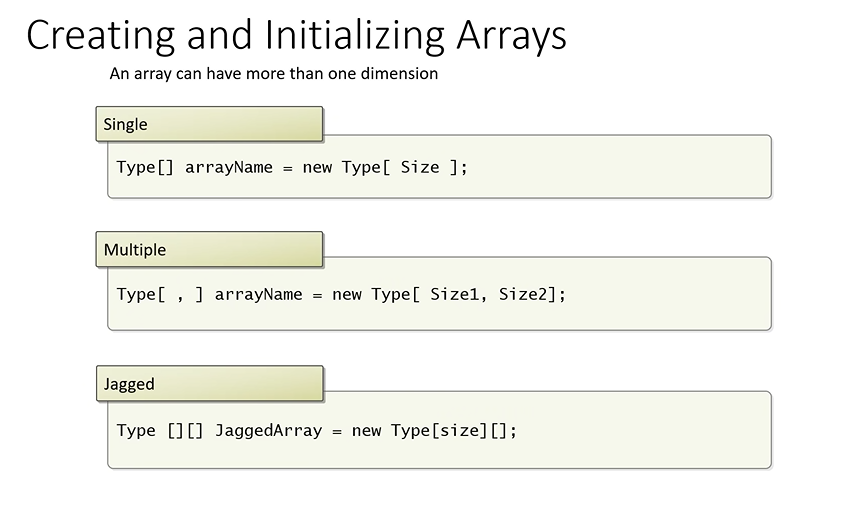 Creating and Initializing Arrays
An array can have more than one dimension
Single
Type[] arrayName = new Type[ Size ];
Multiple
Type[ , ] arrayName = new Type[ Size1, Size2];
Jagged
Type [][] JaggedArray = new Type[size][];